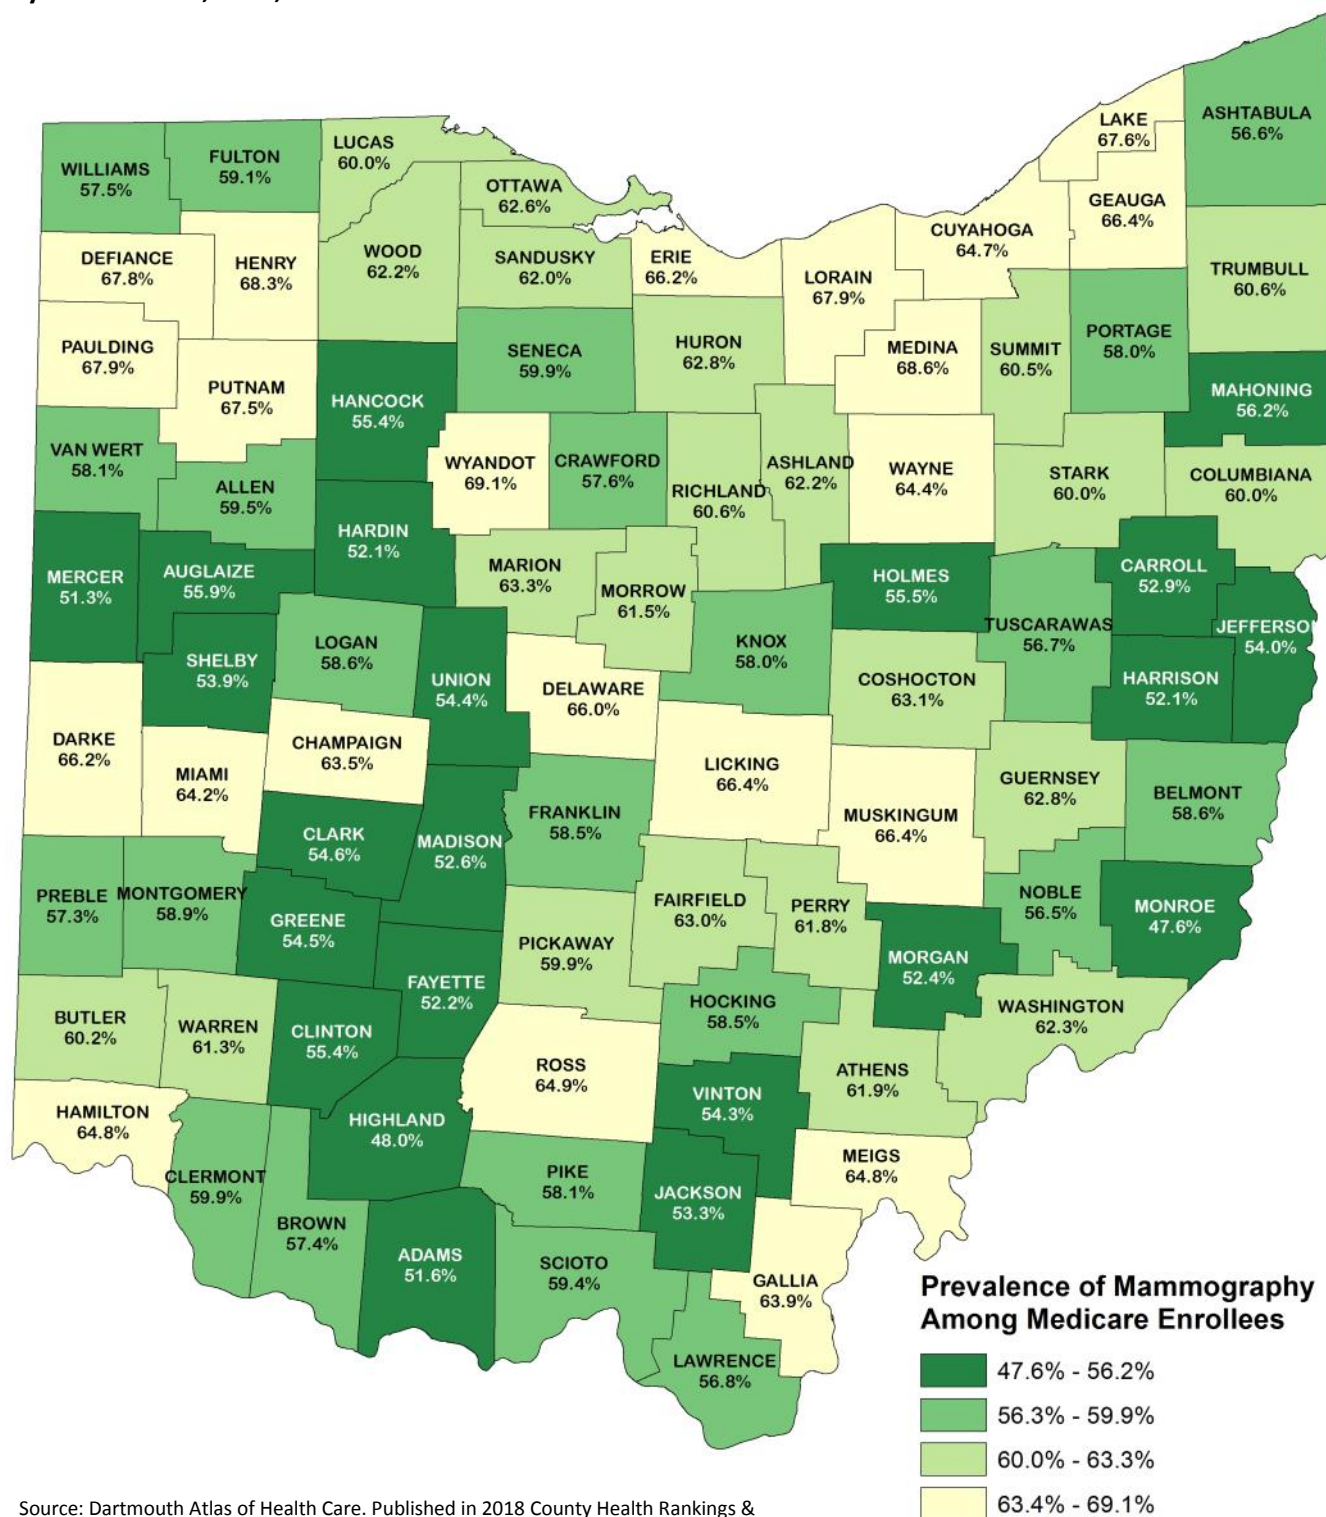 LAKE
67.6%
ASHTABULA
56.6%
LUCAS
60.0%
FULTON
59.1%
WILLIAMS
57.5%
OTTAWA
62.6%
GEAUGA
66.4%
CUYAHOGA
64.7%
DEFIANCE
67.8%
HENRY
68.3%
WOOD
62.2%
SANDUSKY
62.0%
ERIE
66.2%
LORAIN
67.9%
TRUMBULL
60.6%
PAULDING
67.9%
PUTNAM
67.5%
SENECA
59.9%
HURON
62.8%
MEDINA
68.6%
SUMMIT
60.5%
PORTAGE
58.0%
HANCOCK
55.4%
MAHONING
56.2%
VAN WERT
58.1%
ALLEN
59.5%
WYANDOT
69.1%
CRAWFORD
57.6%
RICHLAND
60.6%
ASHLAND
62.2%
WAYNE
64.4%
STARK
60.0%
COLUMBIANA
60.0%
HARDIN
52.1%
MERCER
51.3%
AUGLAIZE
55.9%
MARION
63.3%
MORROW
61.5%
HOLMES
55.5%
CARROLL
52.9%
TUSCARAWAS
56.7%
JEFFERSON
54.0%
SHELBY
53.9%
LOGAN
58.6%
UNION
54.4%
KNOX
58.0%
COSHOCTON
63.1%
HARRISON
52.1%
DELAWARE
66.0%
DARKE
66.2%
MIAMI
64.2%
CHAMPAIGN
63.5%
LICKING
66.4%
GUERNSEY
62.8%
BELMONT
58.6%
CLARK
54.6%
MADISON
52.6%
FRANKLIN
58.5%
MUSKINGUM
66.4%
PREBLE
57.3%
MONTGOMERY
58.9%
GREENE
54.5%
FAIRFIELD
63.0%
PERRY
61.8%
NOBLE
56.5%
MONROE
47.6%
PICKAWAY
59.9%
MORGAN
52.4%
FAYETTE
52.2%
HOCKING
58.5%
WASHINGTON
62.3%
BUTLER
60.2%
WARREN
61.3%
CLINTON
55.4%
ROSS
64.9%
ATHENS
61.9%
VINTON
54.3%
HAMILTON
64.8%
HIGHLAND
48.0%
MEIGS
64.8%
CLERMONT
59.9%
PIKE
58.1%
JACKSON
53.3%
BROWN
57.4%
ADAMS
51.6%
SCIOTO
59.4%
GALLIA
63.9%
LAWRENCE
56.8%
Prevalence of Mammography
Among Medicare Enrollees
47.6% - 56.2%
56.3% - 59.9%
60.0% - 63.3%
63.4% - 69.1%
Source: Dartmouth Atlas of Health Care. Published in 2018 County Health Rankings &